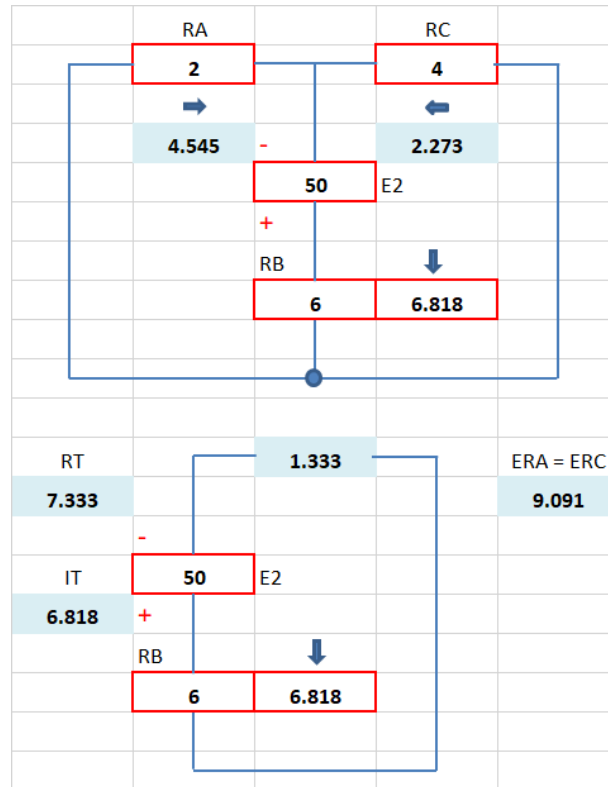 RA RC
2 4
4.545 - 2.273
50 E2
+
RB
6 6.818
1.333
RT ERA = ERC
7.333 9.091
-
IT 50 E2
6.818 +
RB
6 6.818